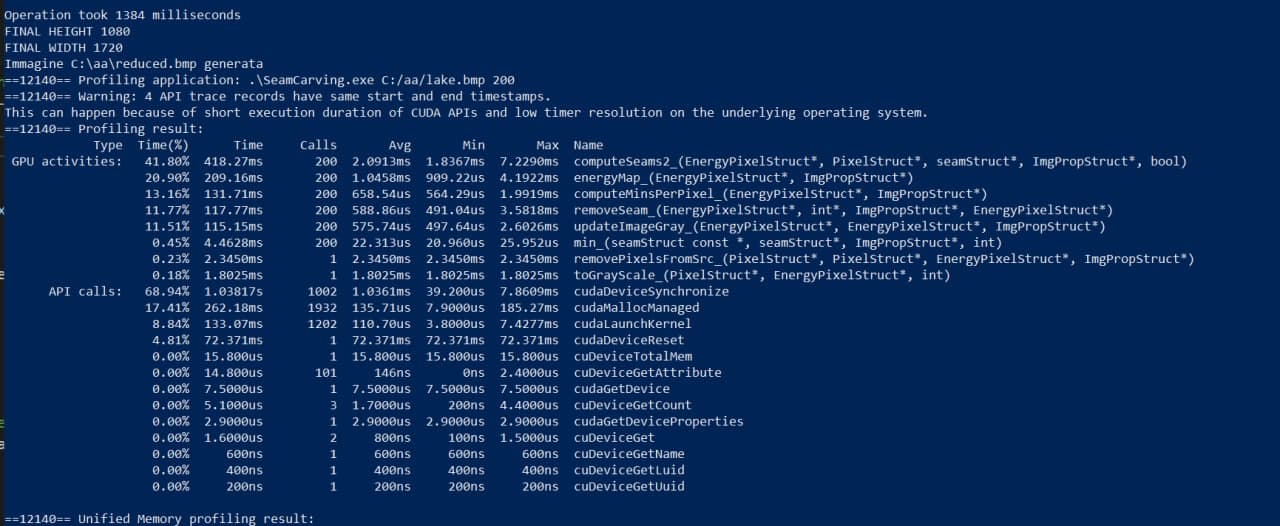 Operation took 1384 milliseconds
FINAL HEIGHT 1080
FINAL WIDTH 1720
Immagine C:\aa\reduced.bmp generata
==12140== Profiling application: .\SeamCarving.exe C:/aa/lake.bmp 200
==12140== Warning: 4 API trace records have same start and end timestamps.
This can happen because of short execution duration of CUDA APIs and low timer resolution on the underlying operating system.
==12140== Profiling result:
Type Time(%) Time Calls Avg Min Max Name
GPU activities: 41.80% 418.27ms 200 2.0913ms 1.8367ms 7.2290ms computeSeams2_(EnergyPixelStruct*, PixelStruct*, seamStruct*, ImgPropStruct*, bool)
20.90% 209.16ms 200 1.0458ms 909.22us 4.1922ms energyMap_(EnergyPixelStruct*, ImgPropStruct*)
13.16% 131.71ms 200 658.54us 564.29us 1.9919ms computeMinsPerPixel_(EnergyPixelStruct*, ImgPropStruct*)
11.77% 117.77ms 200 588.86us 491.04us 3.5818ms removeSeam_(EnergyPixelStruct*, int*, ImgPropStruct*, EnergyPixelStruct*)
11.51% 115.15ms 200 575.74us 497.64us 2.6026ms updateImageGray_(EnergyPixelStruct*, EnergyPixelStruct*, ImgPropStruct*)
0.45% 4.4628ms 200 22.313us 20.960us 25.952us min_(seamStruct const *, seamStruct*, ImgPropStruct*, int)
0.23% 2.3450ms 1 2.3450ms 2.3450ms 2.3450ms removePixelsFromSrc_(PixelStruct*, PixelStruct*, EnergyPixelStruct*, ImgPropStruct*)
0.18% 1.8025ms 1 1.8025ms 1.8025ms 1.8025ms toGrayScale_(PixelStruct*, EnergyPixelStruct*, int)
API calls: 68.94% 1.03817s 1002 1.0361ms 39.200us 7.8609ms cudaDeviceSynchronize
17.41% 262.18ms 1932 135.71us 7.9000us 185.27ms cudaMallocManaged
8.84% 133.07ms 1202 110.70us 3.8000us 7.4277ms cudaLaunchKernel
4.81% 72.371ms 1 72.371ms 72.371ms 72.371ms cudaDeviceReset
0.00% 15.800us 1 15.800us 15.800us 15.800us cuDeviceTotalMem
0.00% 14.800us 101 146ns 0ns 2.4000us cuDeviceGetAttribute
0.00% 7.5000us 1 7.5000us 7.5000us 7.5000us cudaGetDevice
0.00% 5.1000us 3 1.7000us 200ns 4.4000us cuDeviceGetCount
0.00% 2.9000us 1 2.9000us 2.9000us 2.9000us cudaGetDeviceProperties
0.00% 1.6000us 2 800ns 100ns 1.5000us cuDeviceGet
0.00% 600ns 1 600ns 600ns 600ns cuDeviceGetName
0.00% 400ns 1 400ns 400ns 400ns cuDeviceGetLuid
0.00% 200ns 1 200ns 200ns 200ns cuDeviceGetUuid
==12140== Unified Memory profiling result: